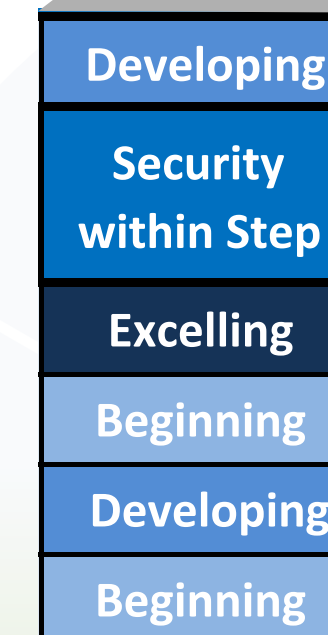 Developing
Security
within Step
Excelling
Beginning
Developing
Beginning